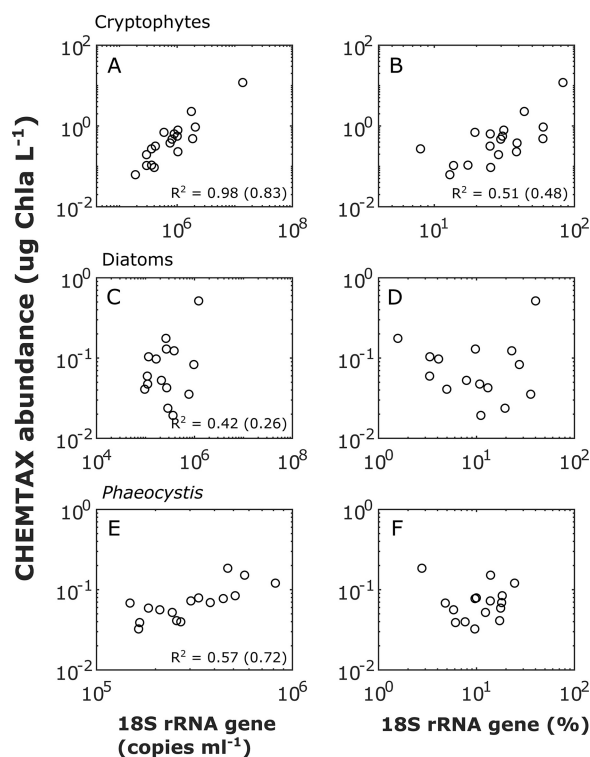 Cryptophytes
CHEMTAX abundance (ug Chla L⁻¹)
10²
10⁰
10⁻²
A
R² = 0.98 (0.83)
10⁶
10⁸
10²
10⁰
10⁻²
B
R² = 0.51 (0.48)
10¹
10²
Diatoms
10⁰
10⁻¹
10⁻²
C
R² = 0.42 (0.26)
10⁴
10⁶
10⁸
10⁰
10⁻¹
10⁻²
D
10⁰
10¹
10²
Phaeocystis
10⁰
10⁻¹
10⁻²
E
R² = 0.57 (0.72)
10⁵
10⁶
10⁰
10⁻¹
10⁻²
F
10⁰
10¹
10²
18S rRNA gene
(copies ml⁻¹)
18S rRNA gene (%)